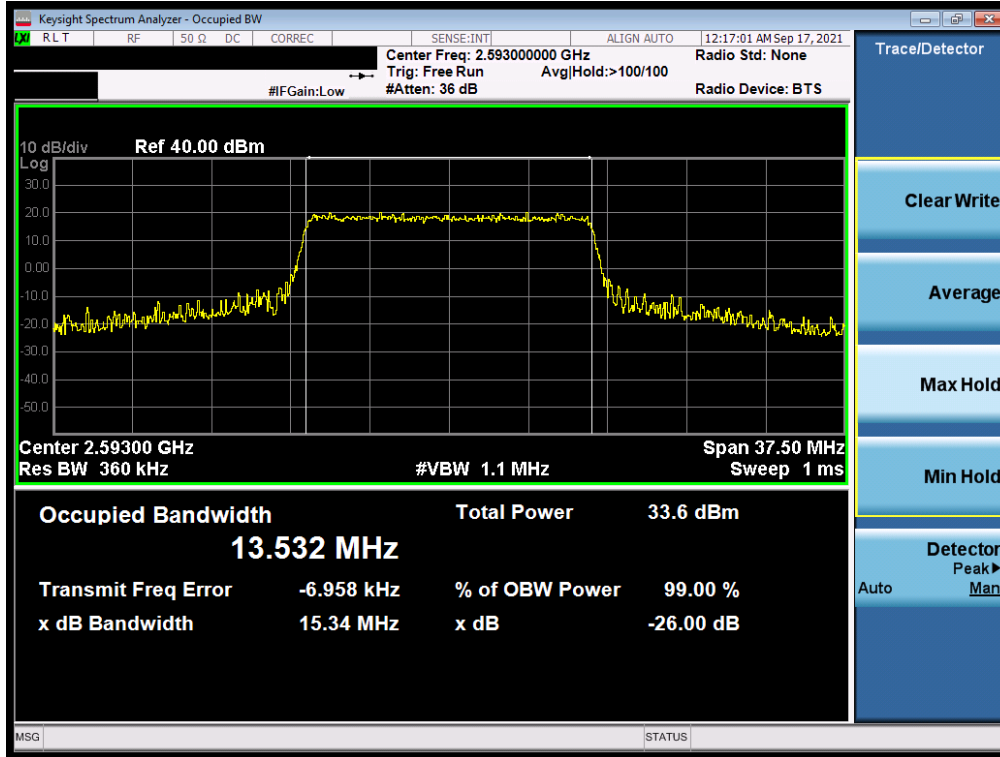 Keysight Spectrum Analyzer - Occupied BW
LXI RLT RF 50 Ω DC CORREC SENSE:INT ALIGN AUTO 12:17:01 AM Sep 17, 2021
Center Freq: 2.593000000 GHz Radio Std: None
Trig: Free Run Avg|Hold:>100/100
#IFGain:Low #Atten: 36 dB Radio Device: BTS
10 dB/div Ref 40.00 dBm
Log
30.0
20.0
10.0
0.00
-10.0
-20.0
-30.0
-40.0
-50.0
Center 2.59300 GHz Span 37.50 MHz
Res BW 360 kHz #VBW 1.1 MHz Sweep 1 ms
Occupied Bandwidth Total Power 33.6 dBm
13.532 MHz
Transmit Freq Error -6.958 kHz % of OBW Power 99.00 %
x dB Bandwidth 15.34 MHz x dB -26.00 dB
MSG STATUS
Trace/Detector
Clear Write
Average
Max Hold
Min Hold
Detector
Peak▶
Auto Man